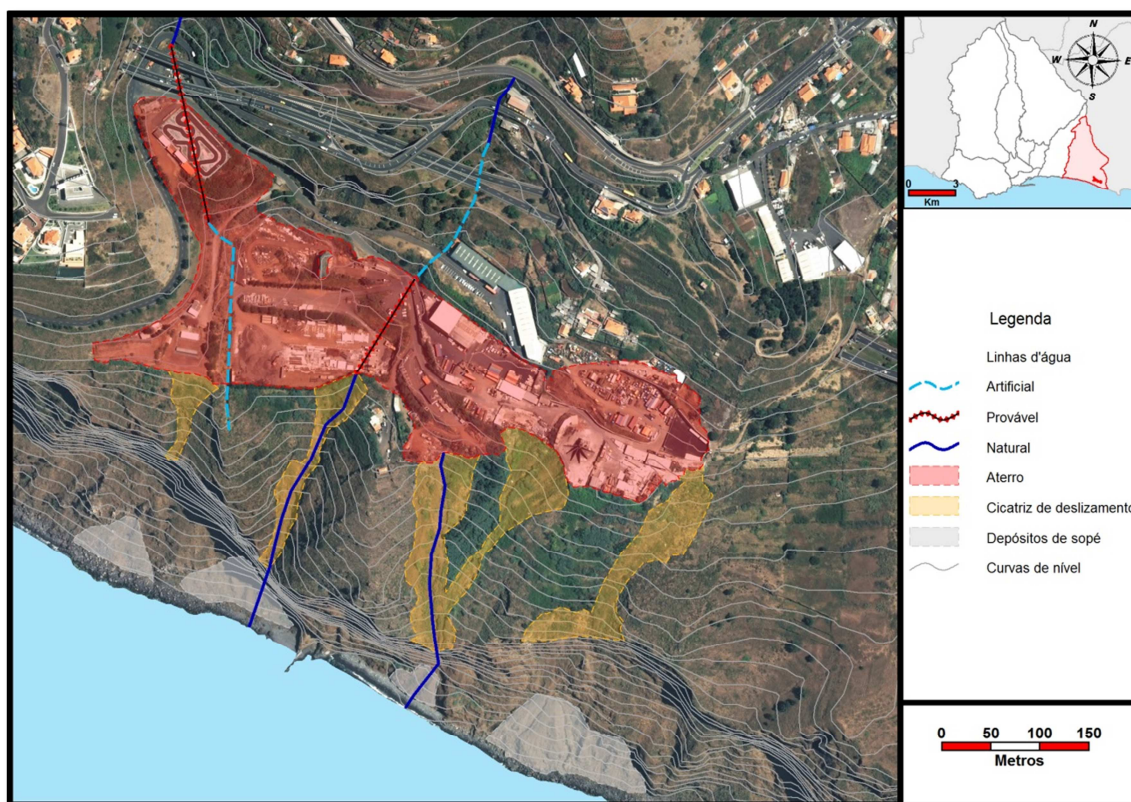 N
W
E
S
0
3
Km
Legenda
Linhas d'água
Artificial
Provável
Natural
Aterro
Cicatriz de deslizamento
Depósitos de sopé
Curvas de nível
0 50 100 150
Metros